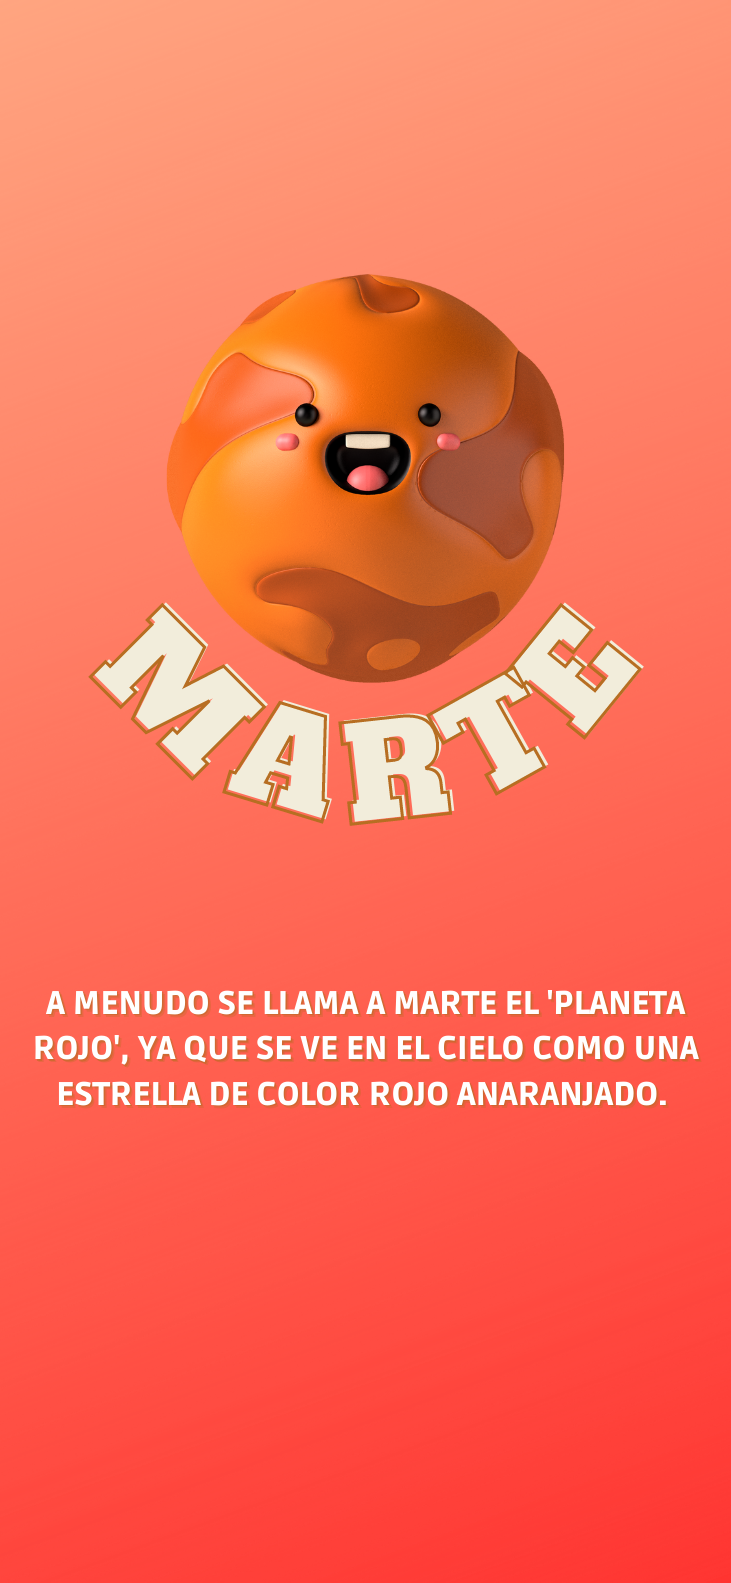 MARTE
A MENUDO SE LLAMA A MARTE EL 'PLANETA
ROJO', YA QUE SE VE EN EL CIELO COMO UNA
ESTRELLA DE COLOR ROJO ANARANJADO.